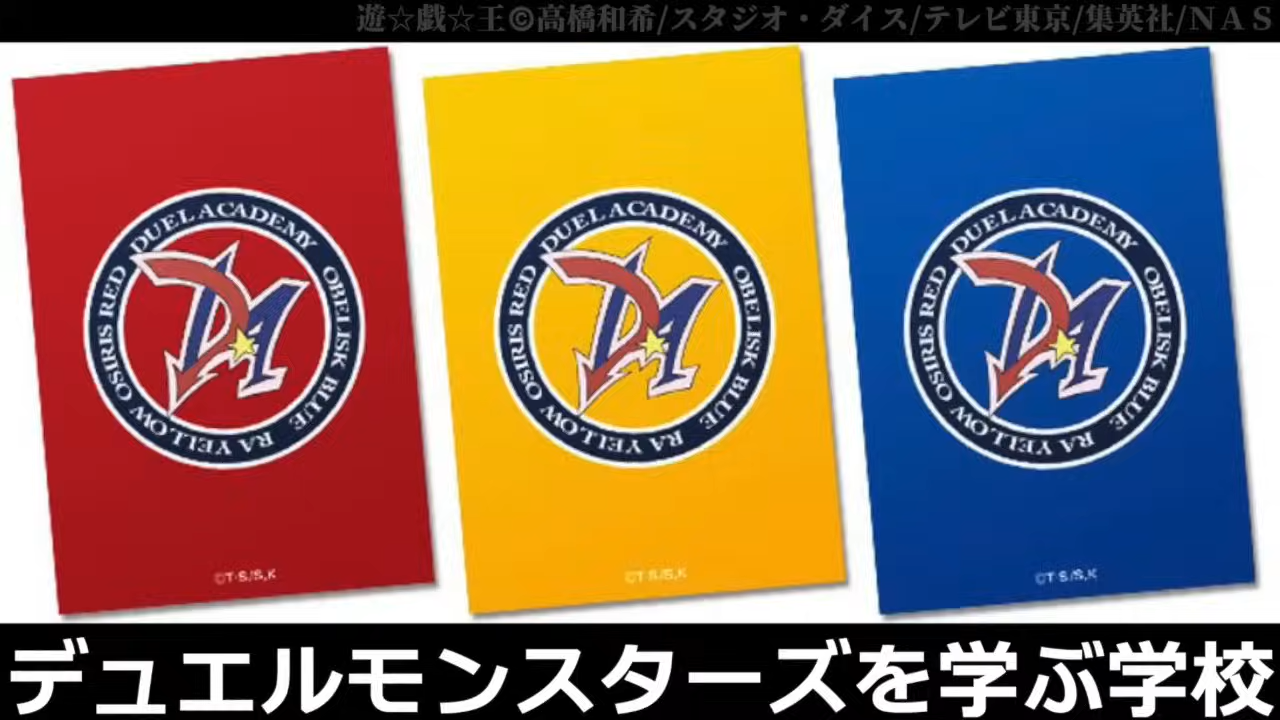 遊☆戯☆王©高橋和希/スタジオ・ダイス/テレビ東京/集英社/NAS
DUEL ACADEMY OBELISK BLUE RA YELLOW OSIRIS RED
DA
©T·S,/S,K
DUEL ACADEMY OBELISK BLUE RA YELLOW OSIRIS RED
DA
©T·S,/S,K
DUEL ACADEMY OBELISK BLUE RA YELLOW OSIRIS RED
DA
©T·S,/S,K
デュエルモンスターズを学ぶ学校